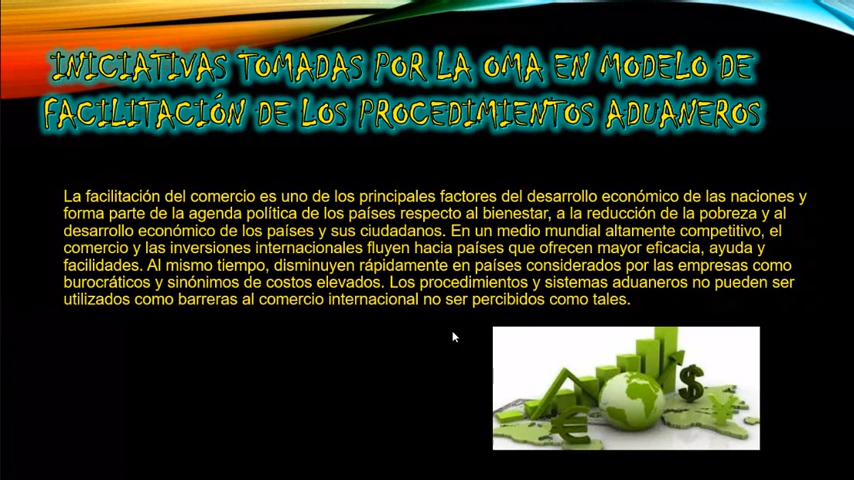 INICIATIVAS TOMADAS POR LA OMA EN MODELO DE
FACILITACIÓN DE LOS PROCEDIMIENTOS ADUANEROS
La facilitación del comercio es uno de los principales factores del desarrollo económico de las naciones y
forma parte de la agenda política de los países respecto al bienestar, a la reducción de la pobreza y al
desarrollo económico de los países y sus ciudadanos. En un medio mundial altamente competitivo, el
comercio y las inversiones internacionales fluyen hacia países que ofrecen mayor eficacia, ayuda y
facilidades. Al mismo tiempo, disminuyen rápidamente en países considerados por las empresas como
burocráticos y sinónimos de costos elevados. Los procedimientos y sistemas aduaneros no pueden ser
utilizados como barreras al comercio internacional no ser percibidos como tales.